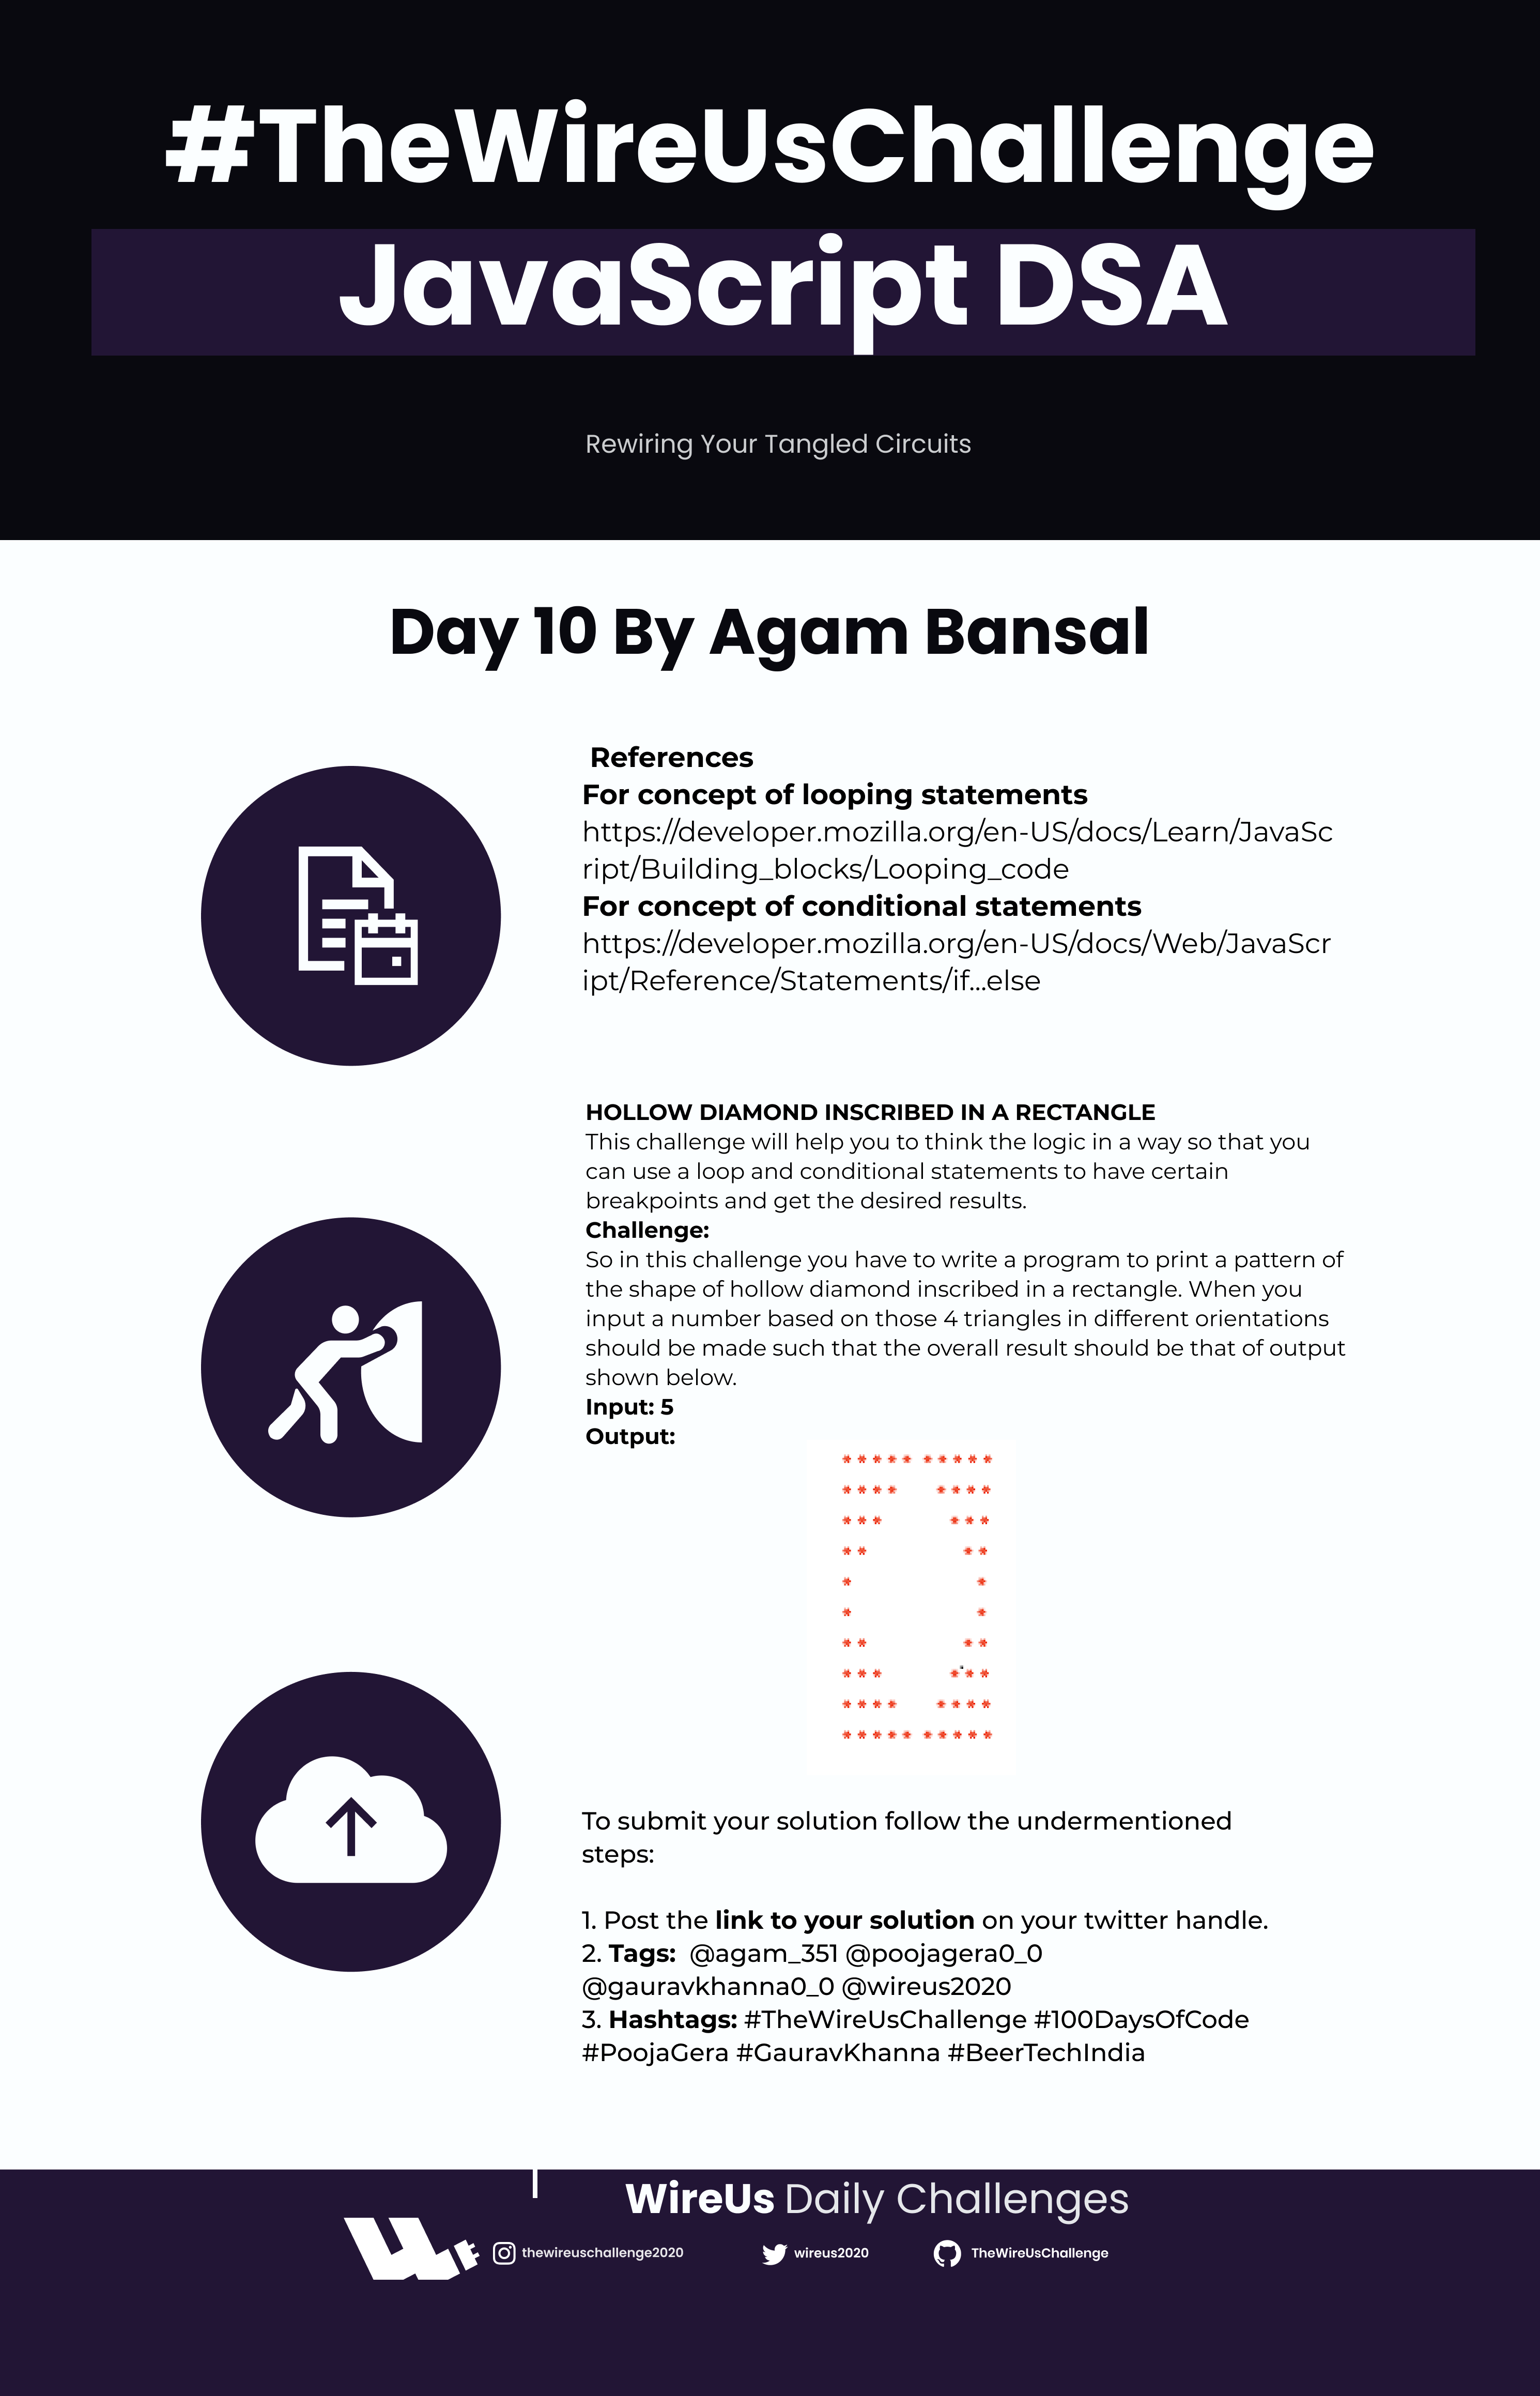 #TheWireUsChallenge
JavaScript DSA
Rewiring Your Tangled Circuits
Day 10 By Agam Bansal
References
For concept of looping statements
https://developer.mozilla.org/en-US/docs/Learn/JavaSc
ript/Building_blocks/Looping_code
For concept of conditional statements
https://developer.mozilla.org/en-US/docs/Web/JavaScr
ipt/Reference/Statements/if...else
HOLLOW DIAMOND INSCRIBED IN A RECTANGLE
This challenge will help you to think the logic in a way so that you
can use a loop and conditional statements to have certain
breakpoints and get the desired results.
Challenge:
So in this challenge you have to write a program to print a pattern of
the shape of hollow diamond inscribed in a rectangle. When you
input a number based on those 4 triangles in different orientations
should be made such that the overall result should be that of output
shown below.
Input: 5
Output:
* * * * *  * * * * *
* * * *      * * * *
* * *          * * *
* *              * *
*                  *
*                  *
* *              * *
* * *          * * *
* * * *      * * * *
* * * * *  * * * * *
To submit your solution follow the undermentioned
steps:
1. Post the link to your solution on your twitter handle.
2. Tags:  @agam_351 @poojagera0_0
@gauravkhanna0_0 @wireus2020
3. Hashtags: #TheWireUsChallenge #100DaysOfCode
#PoojaGera #GauravKhanna #BeerTechIndia
WireUs Daily Challenges
thewireuschallenge2020 wireus2020 TheWireUsChallenge